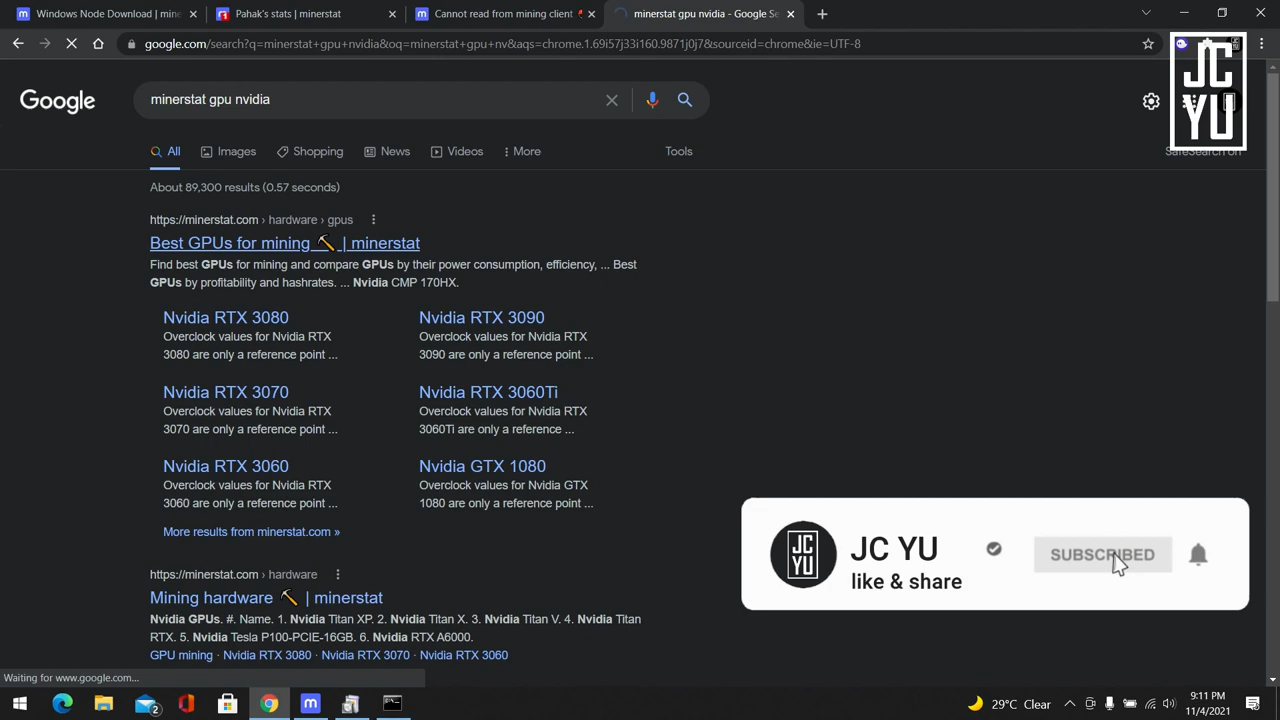 Windows Node Download | mine
Pahak's stats | minerstat
Cannot read from mining client
minerstat gpu nvidia - Google Se
google.com/search?q=minerstat+gpu+nvidia&oq=minerstat+gpu+nvidia&aqs=chrome.1.69i57j33i160.9871j0j7&sourceid=chrome&ie=UTF-8
JC
YU
Google
minerstat gpu nvidia
All
Images
Shopping
News
Videos
More
Tools
SafeSearch on
About 89,300 results (0.57 seconds)
https://minerstat.com › hardware › gpus
Best GPUs for mining ⛏ | minerstat
Find best GPUs for mining and compare GPUs by their power consumption, efficiency, ... Best
GPUs by profitability and hashrates. ... Nvidia CMP 170HX.
Nvidia RTX 3080
Overclock values for Nvidia RTX
3080 are only a reference point ...
Nvidia RTX 3090
Overclock values for Nvidia RTX
3090 are only a reference point ...
Nvidia RTX 3070
Overclock values for Nvidia RTX
3070 are only a reference point ...
Nvidia RTX 3060Ti
Overclock values for Nvidia RTX
3060Ti are only a reference ...
Nvidia RTX 3060
Overclock values for Nvidia RTX
3060 are only a reference point ...
Nvidia GTX 1080
Overclock values for Nvidia GTX
1080 are only a reference point ...
More results from minerstat.com »
https://minerstat.com › hardware
Mining hardware ⛏ | minerstat
Nvidia GPUs. #. Name. 1. Nvidia Titan XP. 2. Nvidia Titan X. 3. Nvidia Titan V. 4. Nvidia Titan
RTX. 5. Nvidia Tesla P100-PCIE-16GB. 6. Nvidia RTX A6000.
GPU mining · Nvidia RTX 3080 · Nvidia RTX 3070 · Nvidia RTX 3060
JC
YU
JC YU
like & share
SUBSCRIBED
Waiting for www.google.com...
2
29°C Clear
9:11 PM
11/4/2021